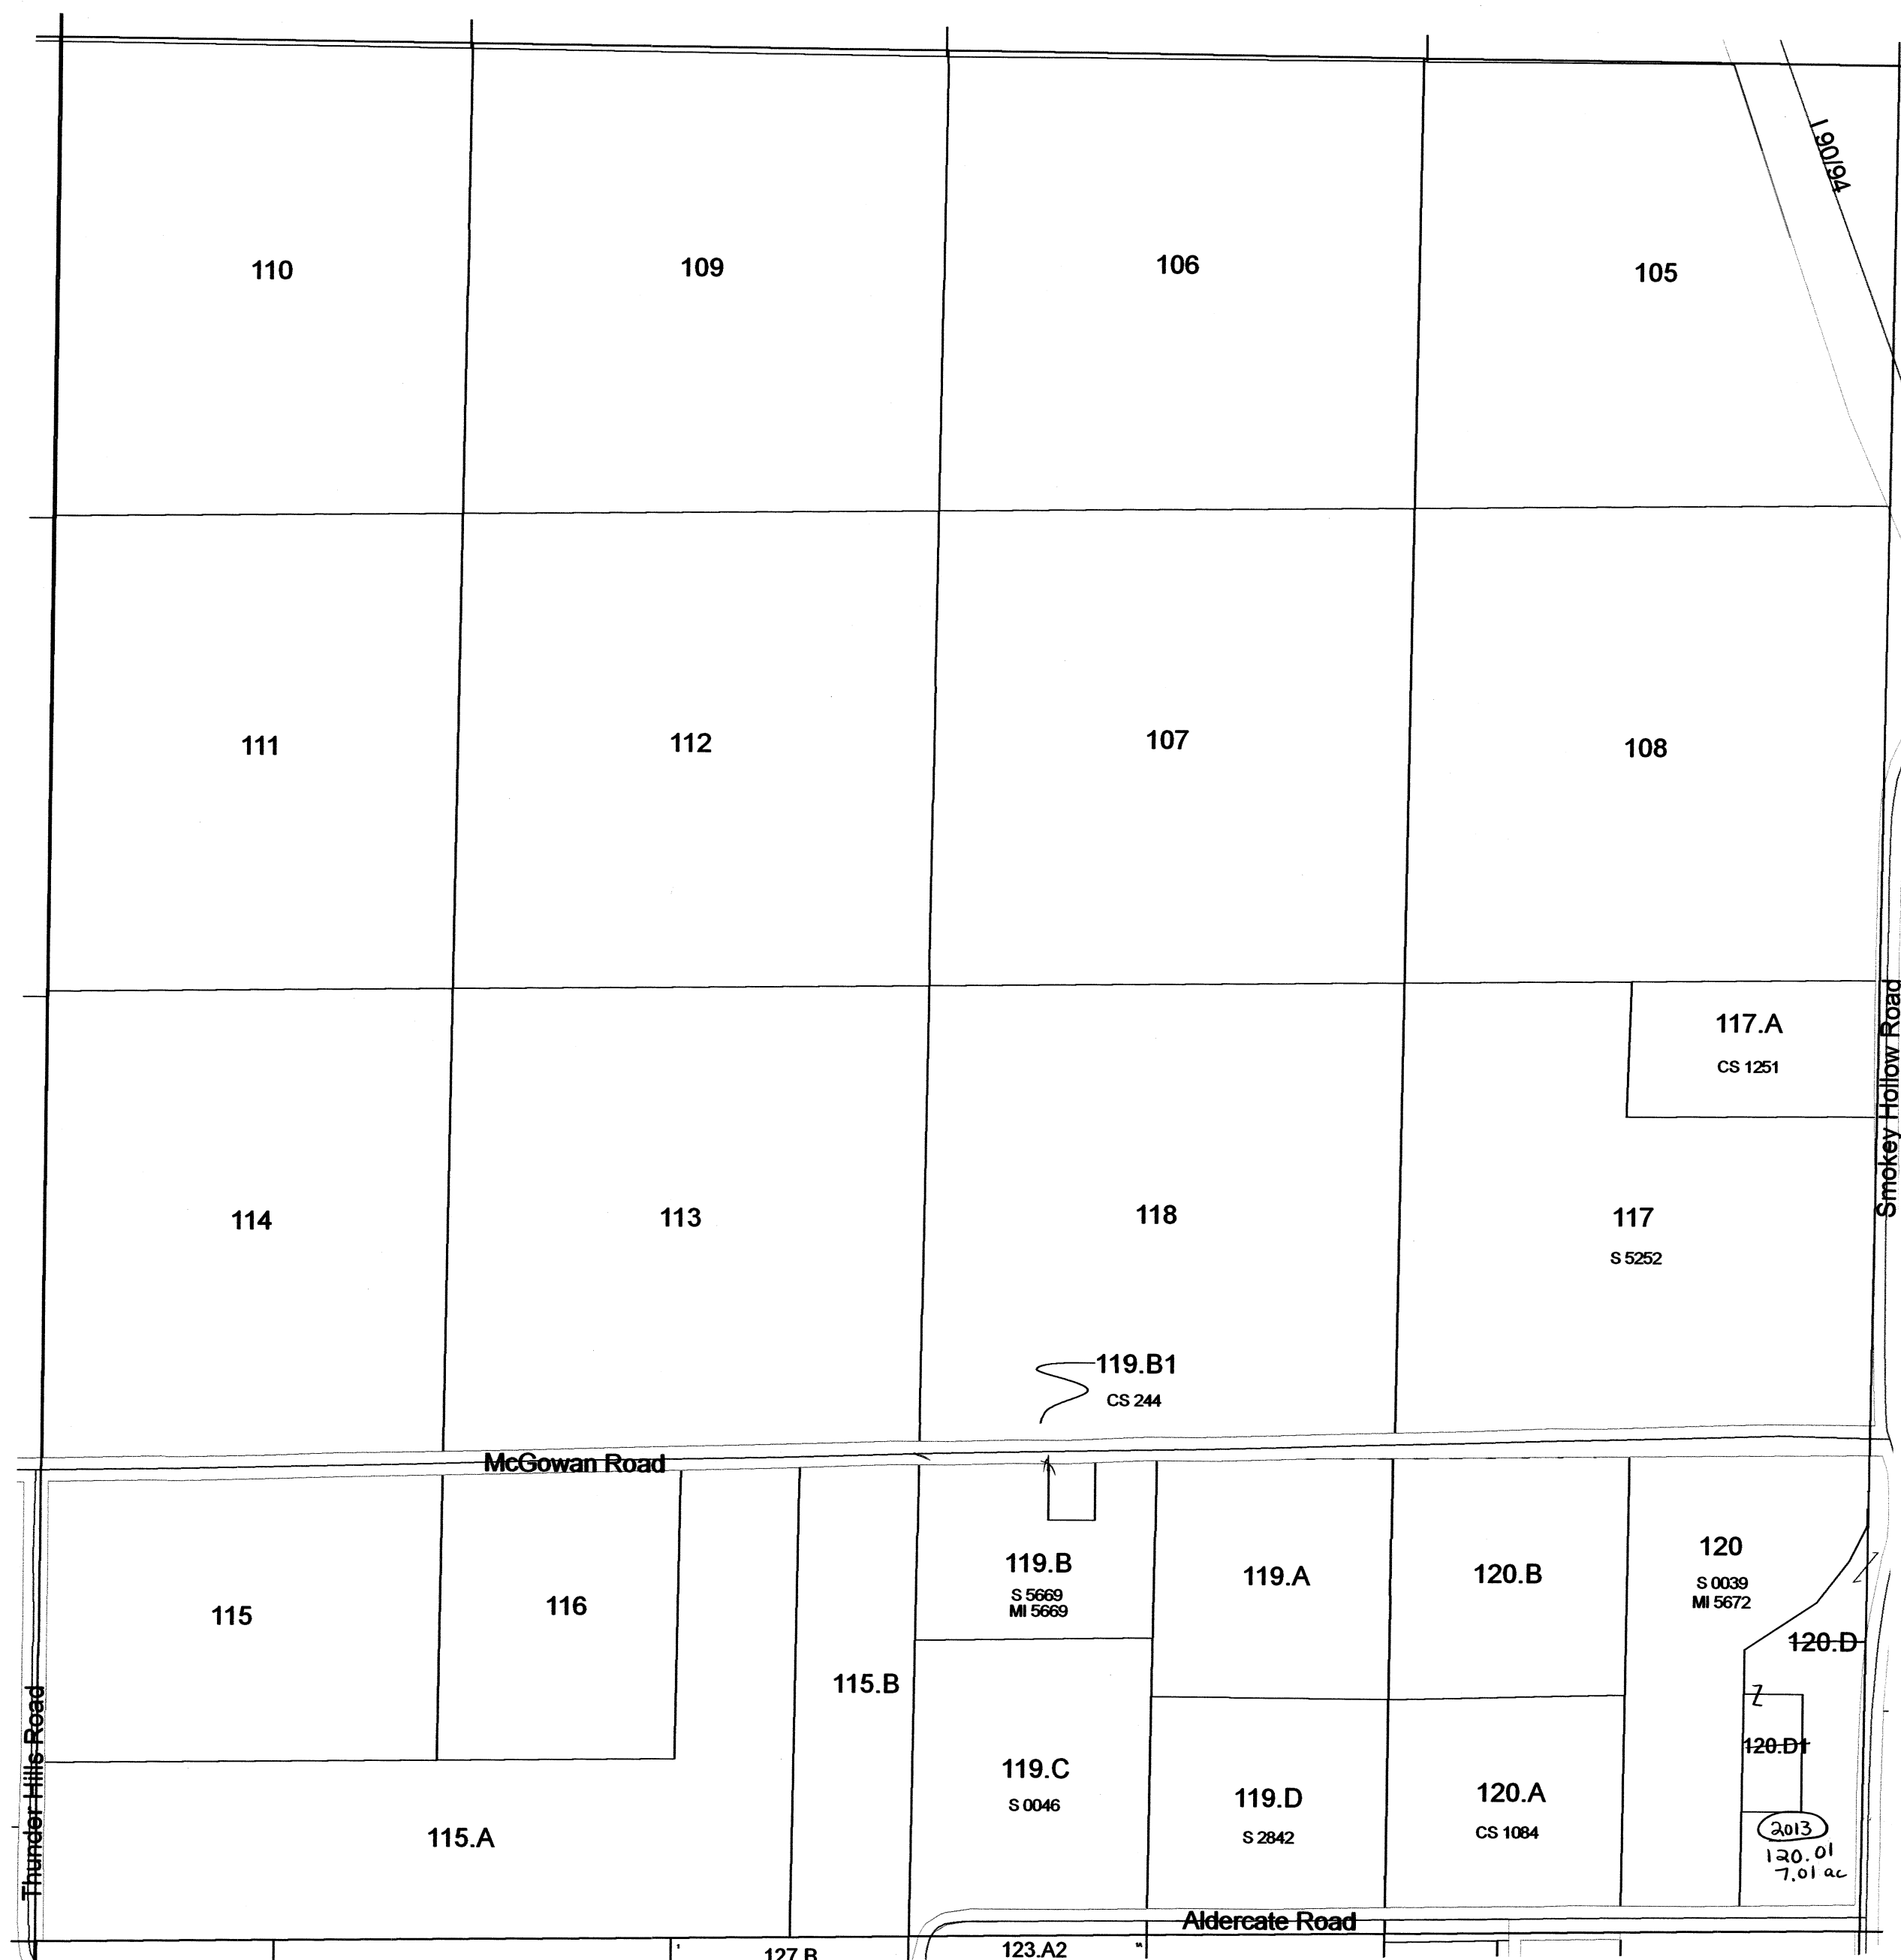 I 90/94
110
109
106
105
111
112
107
108
117.A
CS 1251
Smokey Hollow Road
114
113
118
117
S 5252
119.B1
CS 244
McGowan Road
115
116
115.B
119.B
S 5669
MI 5669
119.A
120.B
120
S 0039
MI 5672
120.D
120.D1
119.C
S 0046
119.D
S 2842
120.A
CS 1084
2013
120.01
7.01 ac
Thunder Hills Road
115.A
Aldercate Road
127.B
123.A2